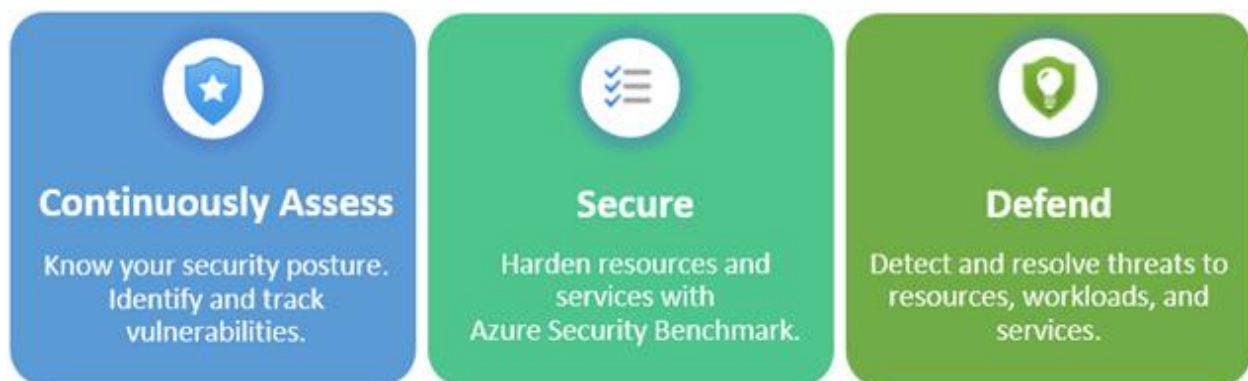 Continuously Assess
Know your security posture.
Identify and track
vulnerabilities.
Secure
Harden resources and
services with
Azure Security Benchmark.
Defend
Detect and resolve threats to
resources, workloads, and
services.